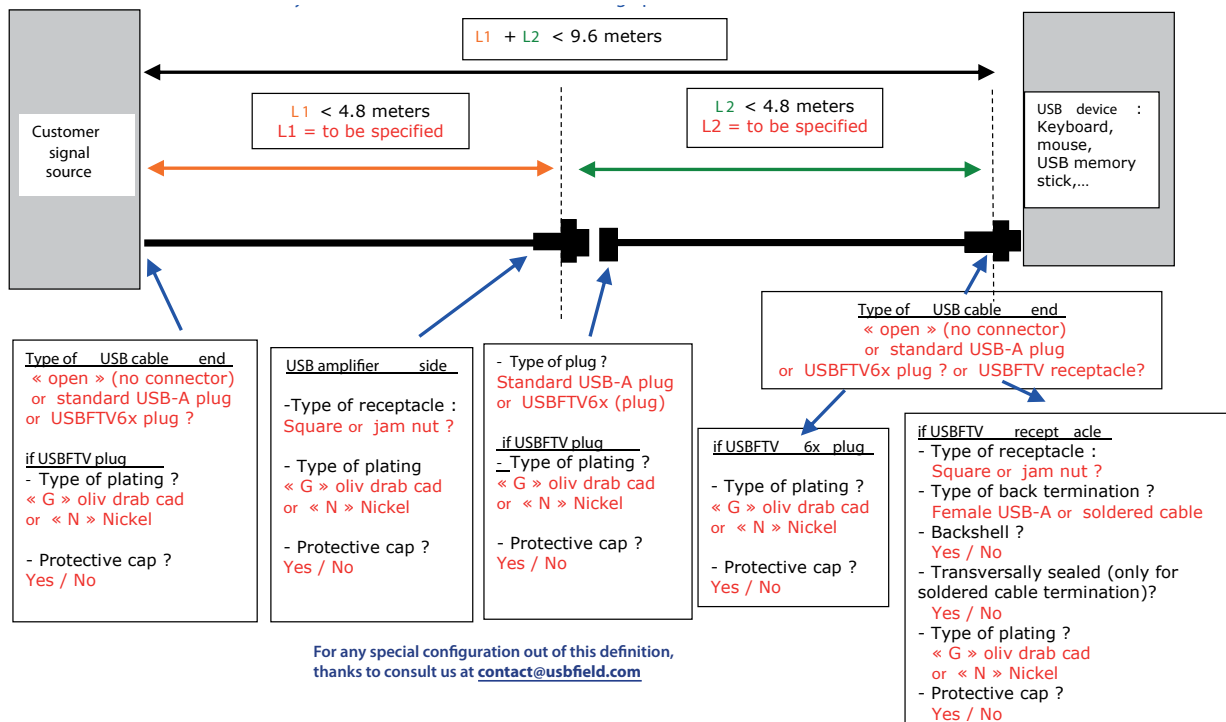 L1 + L2 < 9.6 meters
L1 < 4.8 meters
L1 = to be specified
L2 < 4.8 meters
L2 = to be specified
Customer
signal
source
USB device :
Keyboard,
mouse,
USB memory
stick,...
Type of USB cable end
« open » (no connector)
or standard USB-A plug
or USBFTV6x plug ?
if USBFTV plug
- Type of plating ?
« G » oliv drab cad
or « N » Nickel
- Protective cap ?
Yes / No
USB amplifier side
-Type of receptacle :
Square or jam nut ?
- Type of plating
« G » oliv drab cad
or « N » Nickel
- Protective cap ?
Yes / No
- Type of plug ?
Standard USB-A plug
or USBFTV6x (plug)
if USBFTV plug
- Type of plating ?
« G » oliv drab cad
or « N » Nickel
- Protective cap ?
Yes / No
Type of USB cable end
« open » (no connector)
or standard USB-A plug
or USBFTV6x plug ? or USBFTV receptacle?
if USBFTV 6x plug
- Type of plating ?
« G » oliv drab cad
or « N » Nickel
- Protective cap ?
Yes / No
if USBFTV recept acle
- Type of receptacle :
Square or jam nut ?
- Type of back termination ?
Female USB-A or soldered cable
- Backshell ?
Yes / No
- Transversally sealed (only for
soldered cable termination)?
Yes / No
- Type of plating ?
« G » oliv drab cad
or « N » Nickel
- Protective cap ?
Yes / No
For any special configuration out of this definition,
thanks to consult us at contact@usbfield.com